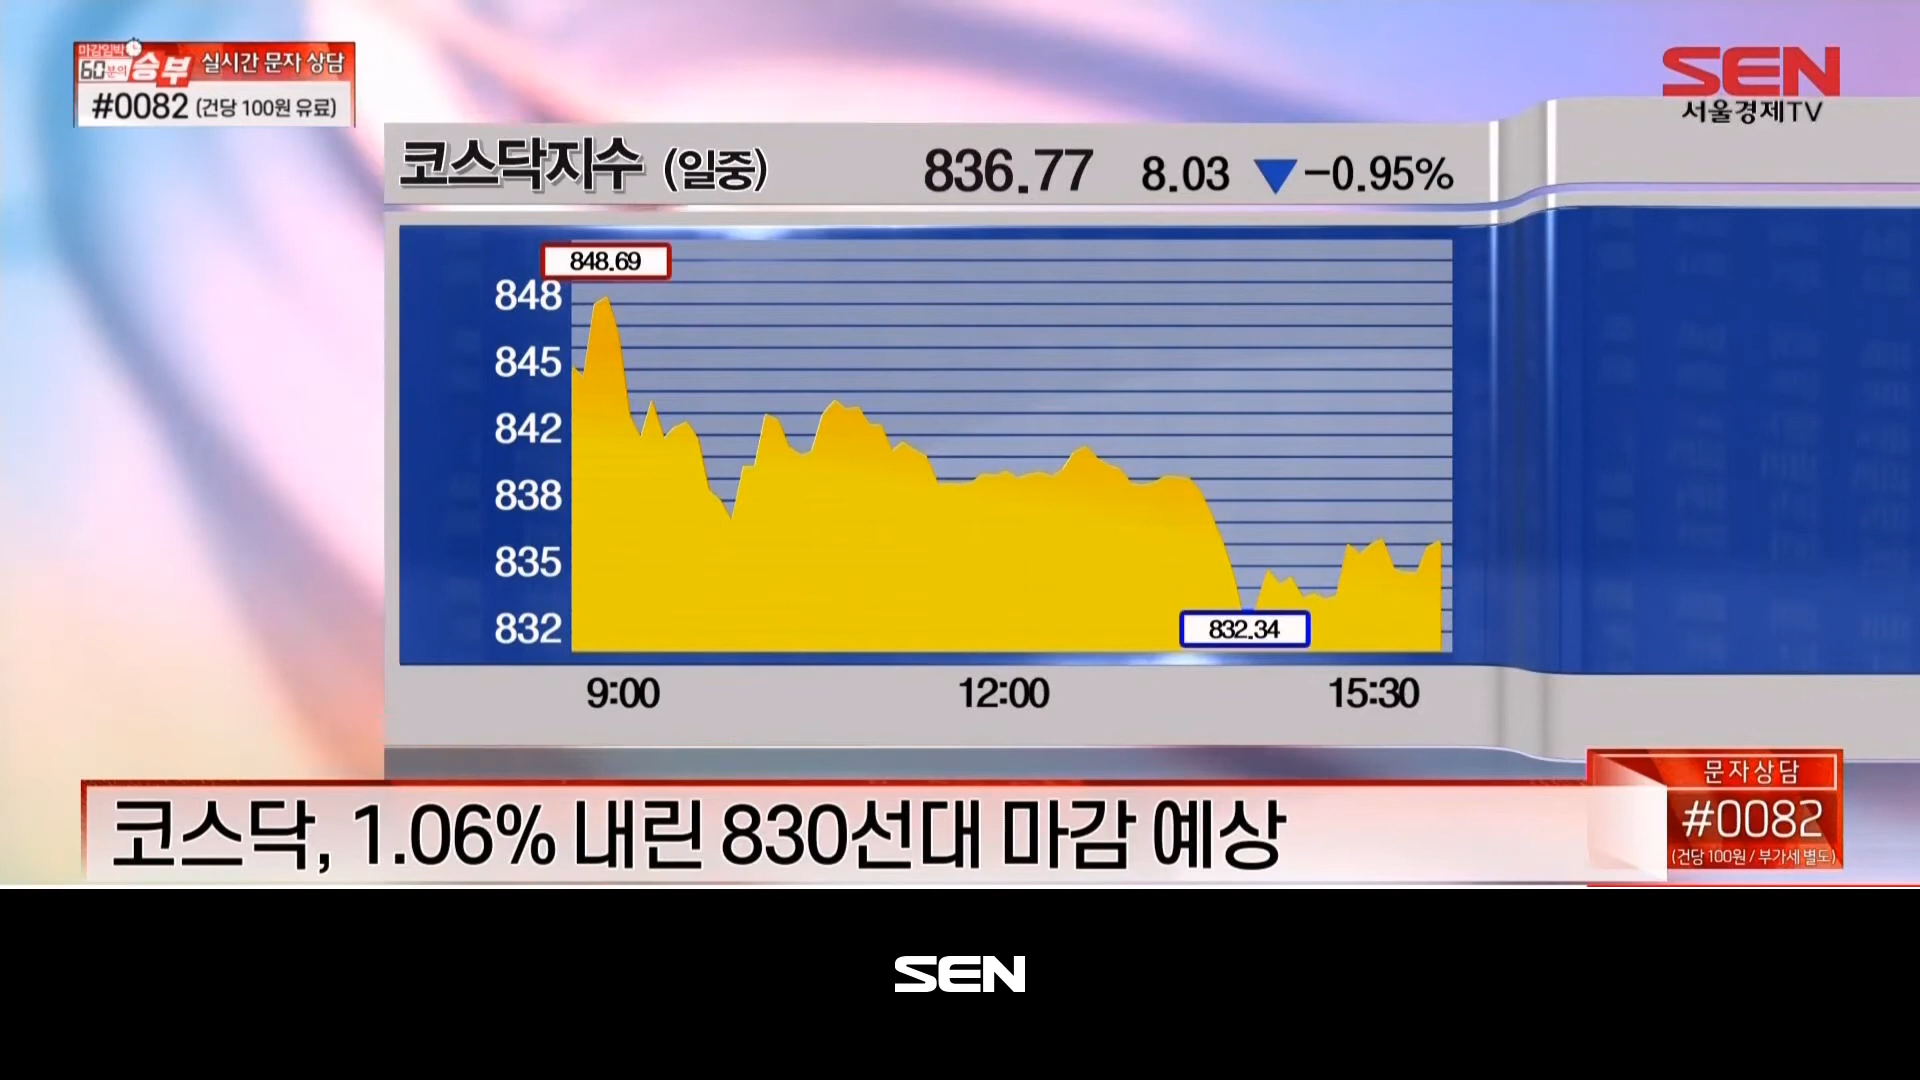 마감임박
60분의 승부 실시간 문자 상담
#0082 (건당 100원 유료)
SEN
서울경제TV
코스닥지수 (일중) 836.77 8.03 ▼-0.95%
848.69
848
845
842
838
835
832
832.34
9:00 12:00 15:30
문자상담
#0082
(건당 100원 / 부가세 별도)
코스닥, 1.06% 내린 830선대 마감 예상
SEN